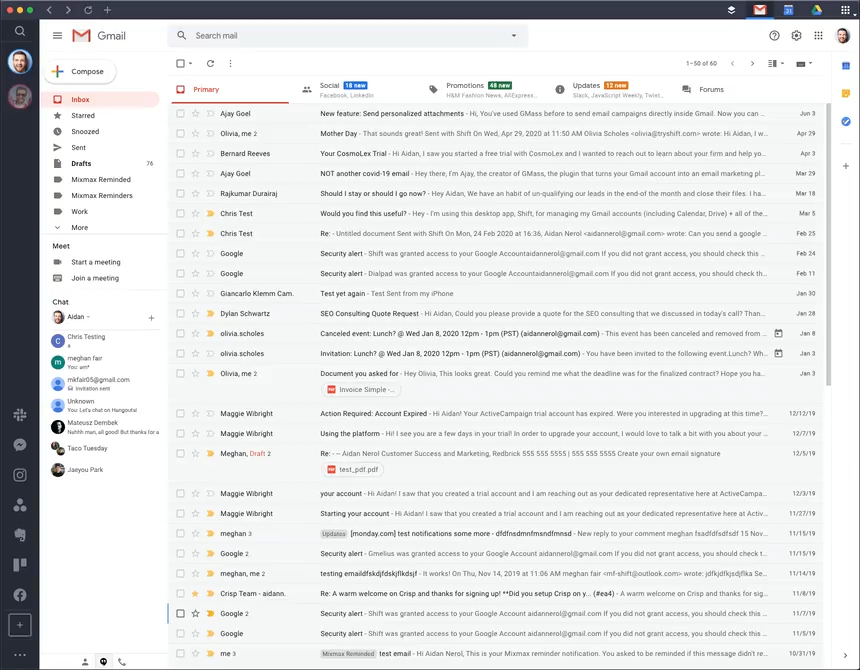 Gmail
Search mail
Compose
Inbox
Starred
Snoozed
Sent
Drafts 76
Mixmax Reminded
Mixmax Reminders
Work
More
Meet
Start a meeting
Join a meeting
Chat
Aidan
Chris Testing
a
meghan fair
You: am*
mkfair05@gmail.com
Invitation sent
Unknown
You: Let's chat on Hangouts!
Mateusz Dembek
Nahhh man, all good! But thanks for a
Taco Tuesday
Jaeyou Park
1–50 of 60
Primary
Social 18 new
Facebook, LinkedIn
Promotions 48 new
H&M Fashion News, AliExpress...
Updates 12 new
Slack, JavaScript Weekly, Twist...
Forums
Ajay Goel New feature: Send personalized attachments - Hi there, You've used GMass before to send email campaigns directly inside Gmail. Now you can p... Jun 3
Olivia, me 2 Mother Day - That sounds great! Sent with Shift On Wed, Apr 29, 2020 at 11:50 AM Olivia Scholes <olivia@tryshift.com> wrote: Hi Aidan, I w... Apr 29
Bernard Reeves Your CosmoLex Trial - Hi Aidan, I saw you started a free trial with CosmoLex and I wanted to reach out to learn about your firm and help yo... Apr 3
Ajay Goel NOT another covid-19 email - Hey there, I'm Ajay, the creator of GMass, the plugin that turns your Gmail account into an email marketing pl... Mar 29
Rajkumar Durairaj Should I stay or should I go now? - Hey Aidan, We have an habit of un-qualifying our leads in the end of the month and close their files. I ha... Mar 18
Chris Test Would you find this useful? - Hey - I'm using this desktop app, Shift, for managing my Gmail accounts (including Calendar, Drive) + all of the... Mar 5
Chris Test Re: - Untitled document Sent with Shift On Mon, 24 Feb 2020 at 16:36, Aidan Nerol <aidannerol@gmail.com> wrote: Can you send a google ... Feb 25
Google Security alert - Shift was granted access to your Google Accountaidannerol@gmail.com If you did not grant access, you should check this ... Feb 24
Google Security alert - Dialpad was granted access to your Google Accountaidannerol@gmail.com If you did not grant access, you should check th... Feb 11
Giancarlo Klemm Cam. Test yet again - Test Sent from my iPhone Jan 30
Dylan Schwartz SEO Consulting Quote Request - Hi Aidan, Could you please provide a quote for the SEO consulting that we discussed in today's call? Than... Jan 28
olivia.scholes Canceled event: Lunch? @ Wed Jan 8, 2020 12pm - 1pm (PST) (aidannerol@gmail.com) - This event has been canceled and removed from ... Jan 8
olivia.scholes Invitation: Lunch? @ Wed Jan 8, 2020 12pm - 1pm (PST) (aidannerol@gmail.com) - You have been invited to the following event.Lunch? Wh... Jan 3
Olivia, me 2 Document you asked for - Hey Olivia, This looks great. Could you remind me what the deadline was for the finalized contract? Hope you ha... Jan 3
Invoice Simple -...
Maggie Wibright Action Required: Account Expired - Hi Aidan! Your ActiveCampaign trial account has expired. Were you interested in upgrading at this time?... 12/12/19
Maggie Wibright Using the platform - Hi! I see you are a few days in your trial! In order to upgrade your account, I would love to talk a bit with you about your ... 12/7/19
Meghan, Draft 2 Re: - -- Aidan Nerol Customer Success and Marketing, Redbrick 555 555 5555 | 555 555 5555 Create your own email signature 12/5/19
test_pdf.pdf
Maggie Wibright your account - Hi Aidan! I saw that you created a trial account and I am reaching out as your dedicated representative here at ActiveCampa... 12/3/19
Maggie Wibright Starting your account - Hi Aidan! I saw that you created a trial account and I am reaching out as your dedicated representative here at Activ... 11/27/19
meghan 3 Updates [monday.com] test notifications some more - dfdfnsdmnfmsndfmnsd - New reply to your comment meghan fsadfdfsdfsdf 15 Nov... 11/15/19
Google 2 Security alert - Gmelius was granted access to your Google Account aidannerol@gmail.com If you did not grant access, you should check t... 11/15/19
meghan, me 2 testing emaildfskdjfdskjflkdsjf - It works! On Thu, Nov 14, 2019 at 11:06 AM meghan fair <mf-shift@outlook.com> wrote: jdfkjdfkjsdjflka Se... 11/14/19
Crisp Team - aidann. Re: A warm welcome on Crisp and thanks for signing up! **Did you setup Crisp on y... (#ea4) - A warm welcome on Crisp and thanks for sig... 11/8/19
Google 2 Security alert - Shift was granted access to your Google Account aidannerol@gmail.com If you did not grant access, you should check this ... 11/7/19
Google Security alert - Shift was granted access to your Google Account aidannerol@gmail.com If you did not grant access, you should check this ... 11/5/19
me 3 Mixmax Reminded test email - Hi Aidan Nerol, This is your Mixmax reminder notification. You asked to be reminded if the message didn't re... 10/31/19